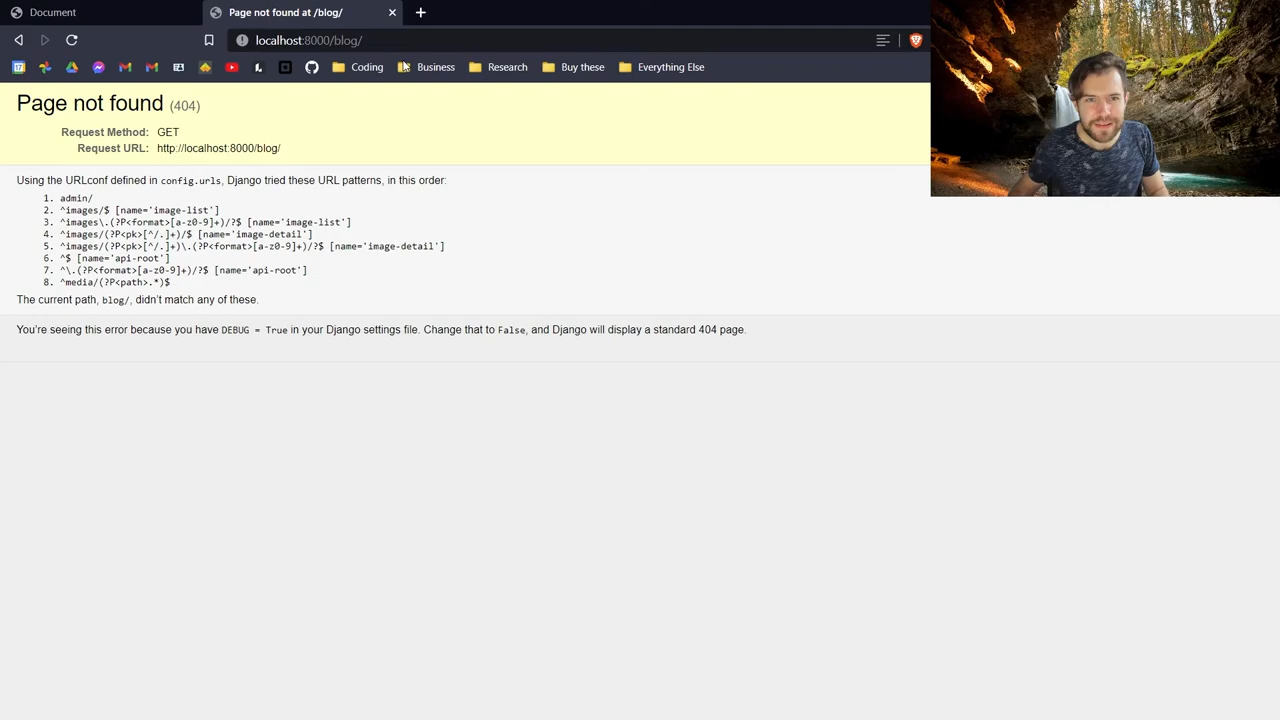 Document
Page not found at /blog/
localhost:8000/blog/
Coding
Business
Research
Buy these
Everything Else
Page not found (404)
Request Method: GET
Request URL: http://localhost:8000/blog/
Using the URLconf defined in config.urls, Django tried these URL patterns, in this order:
1. admin/
2. ^images/$ [name='image-list']
3. ^images\.(?P<format>[a-z0-9]+)/?$ [name='image-list']
4. ^images/(?P<pk>[^/.]+)/$ [name='image-detail']
5. ^images/(?P<pk>[^/.]+)\.(?P<format>[a-z0-9]+)/?$ [name='image-detail']
6. ^$ [name='api-root']
7. ^\.(?P<format>[a-z0-9]+)/?$ [name='api-root']
8. ^media/(?P<path>.*)$
The current path, blog/, didn’t match any of these.
You’re seeing this error because you have DEBUG = True in your Django settings file. Change that to False, and Django will display a standard 404 page.